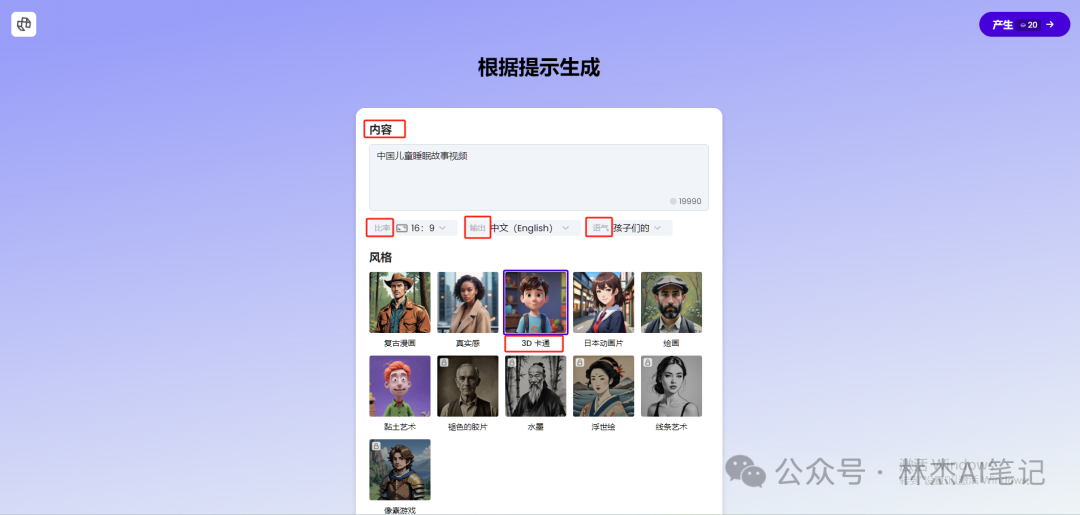 产生 20 →
根据提示生成
内容
中国儿童睡眠故事视频
19990
比率 16：9 输出 中文（English） 语气 孩子们的
风格
复古漫画 真实感 3D 卡通 日本动画片 绘画
黏土艺术 褪色的胶片 水墨 浮世绘 线条艺术
像素游戏
激活 Windows
公众号 · 林杰AI笔记